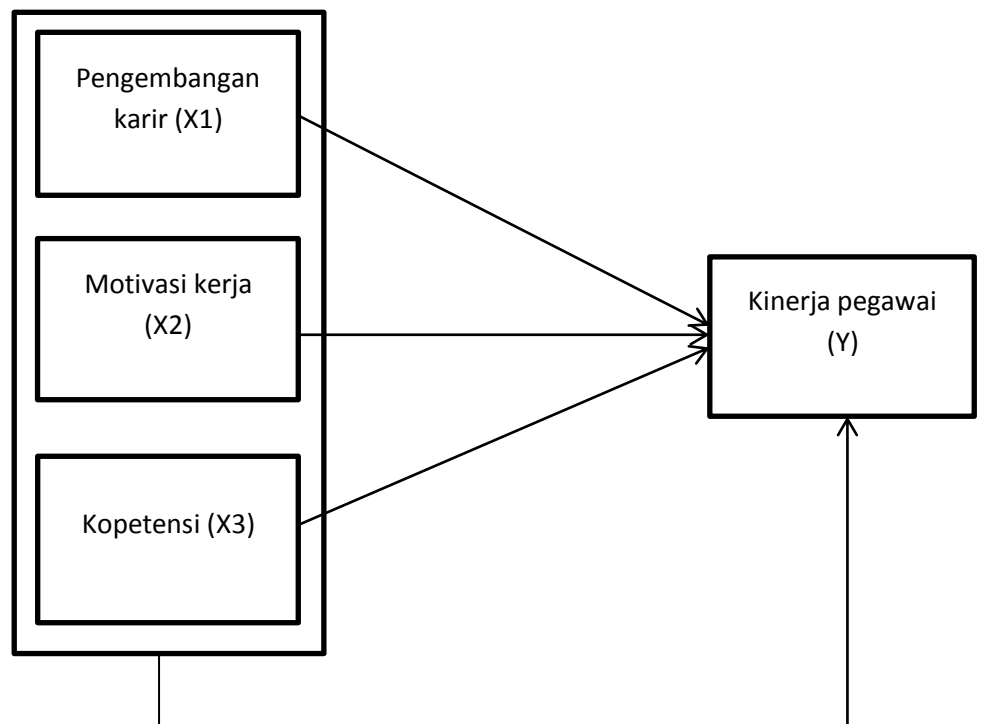 Pengembangan
karir (X1)
Motivasi kerja
(X2)
Kopetensi (X3)
Kinerja pegawai
(Y)